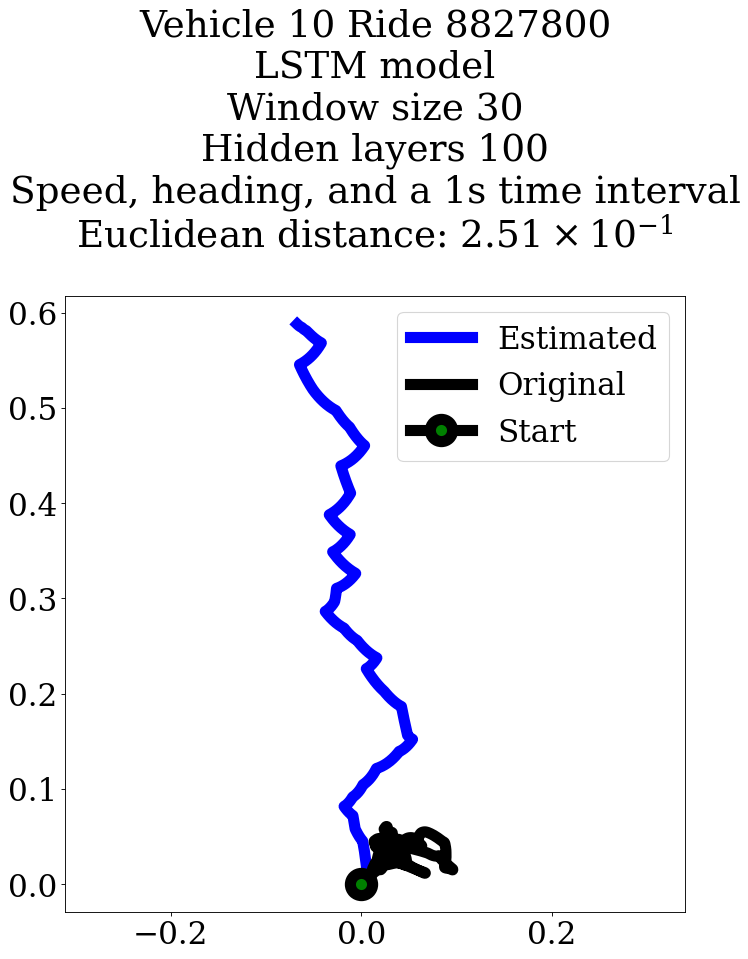 Vehicle 10 Ride 8827800
LSTM model
Window size 30
Hidden layers 100
Speed, heading, and a 1s time interval
Euclidean distance: 2.51 × 10⁻¹
Estimated
Original
Start
0.6
0.5
0.4
0.3
0.2
0.1
0.0
−0.2
0.0
0.2